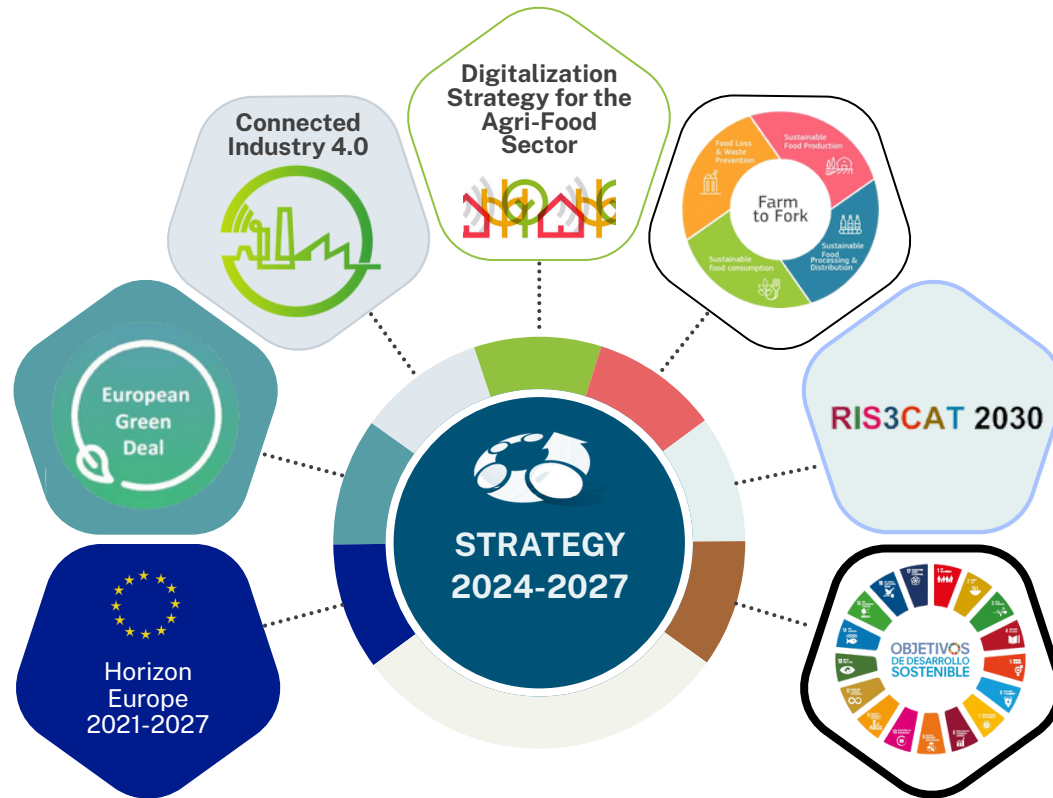 Digitalization
Strategy for the
Agri-Food
Sector
Connected
Industry 4.0
Food Loss
& Waste
Prevention
Sustainable
Food Production
Farm
to Fork
Sustainable
Food
Processing &
Distribution
Sustainable
food consumption
European
Green
Deal
RIS3CAT 2030
STRATEGY
2024-2027
Horizon
Europe
2021-2027
OBJETIVOS
DE DESARROLLO
SOSTENIBLE